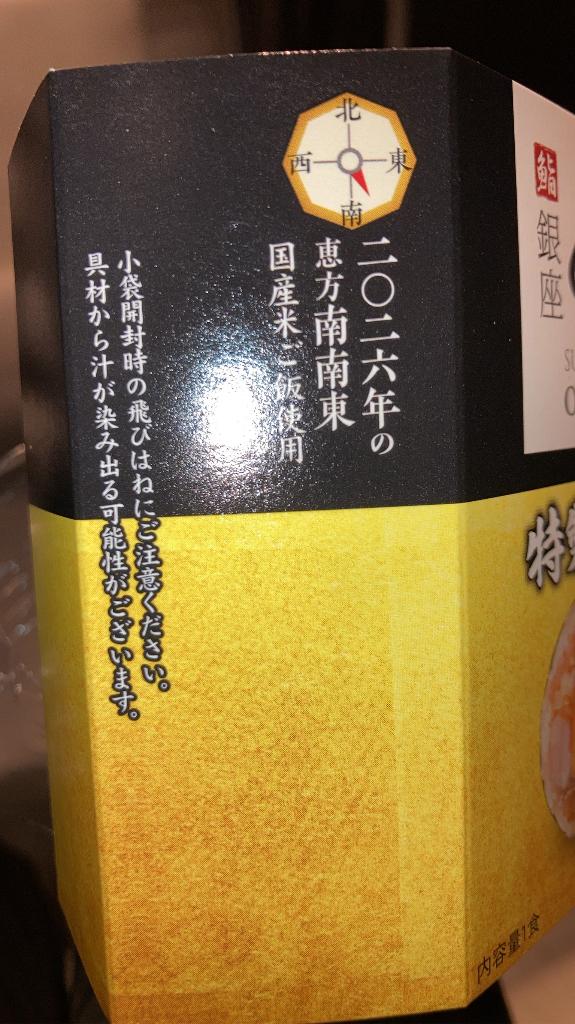 北
西
東
南
二〇二六年の
恵方南南東
国産米ご飯使用
小袋開封時の飛びはねにご注意ください。
具材から汁が染み出る可能性がございます。
鮨
銀座
特製
内容量1食